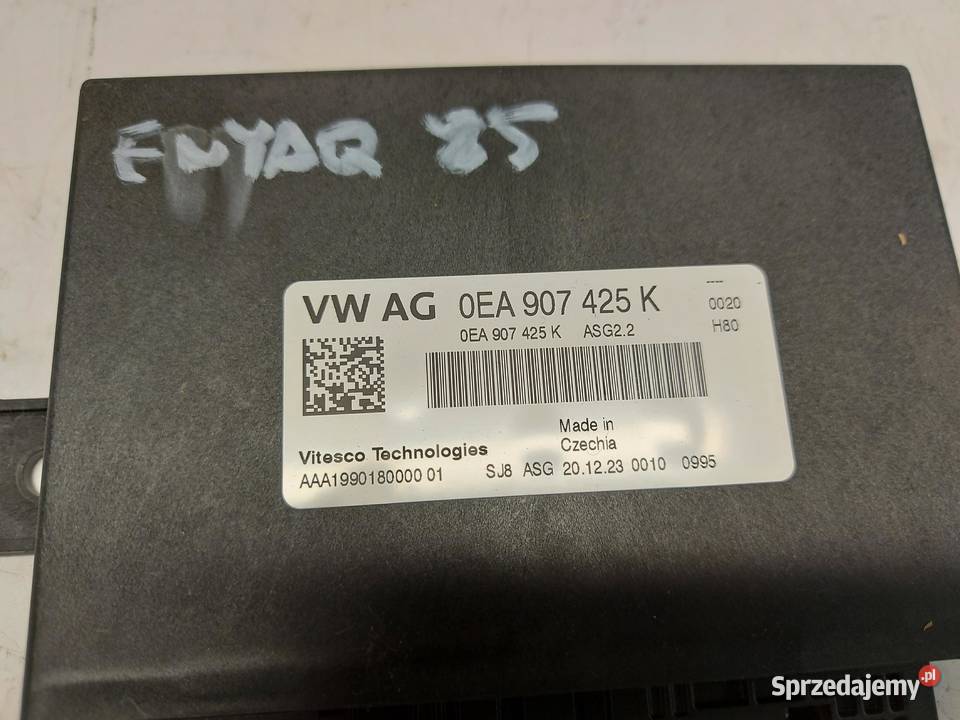 ENYAQ 85
VW AG 0EA 907 425 K
0EA 907 425 K ASG2.2
0020
H80
Made in
Czechia
Vitesco Technologies
AAA1990180000 01 SJ8 ASG 20.12.23 0010 0995
Sprzedajemy.pl